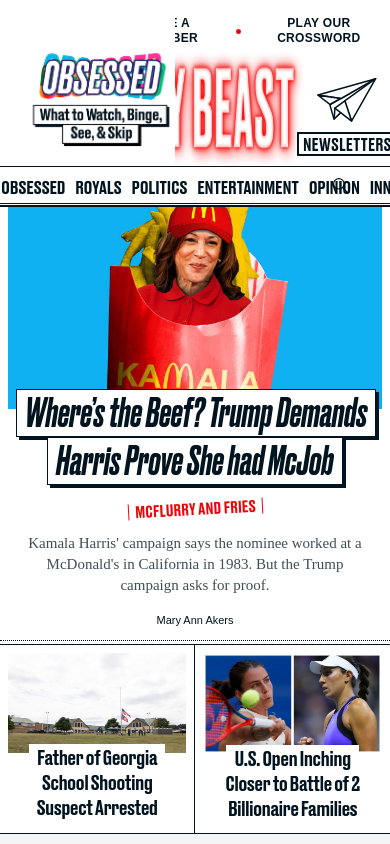 E A
BER
PLAY OUR
CROSSWORD
OBSESSED
What to Watch, Binge,
See, & Skip
Y BEAST
NEWSLETTERS
OBSESSED ROYALS POLITICS ENTERTAINMENT OPINION INN
KAMALA
Where's the Beef? Trump Demands
Harris Prove She had McJob
MCFLURRY AND FRIES
Kamala Harris' campaign says the nominee worked at a
McDonald's in California in 1983. But the Trump
campaign asks for proof.
Mary Ann Akers
Father of Georgia
School Shooting
Suspect Arrested
U.S. Open Inching
Closer to Battle of 2
Billionaire Families